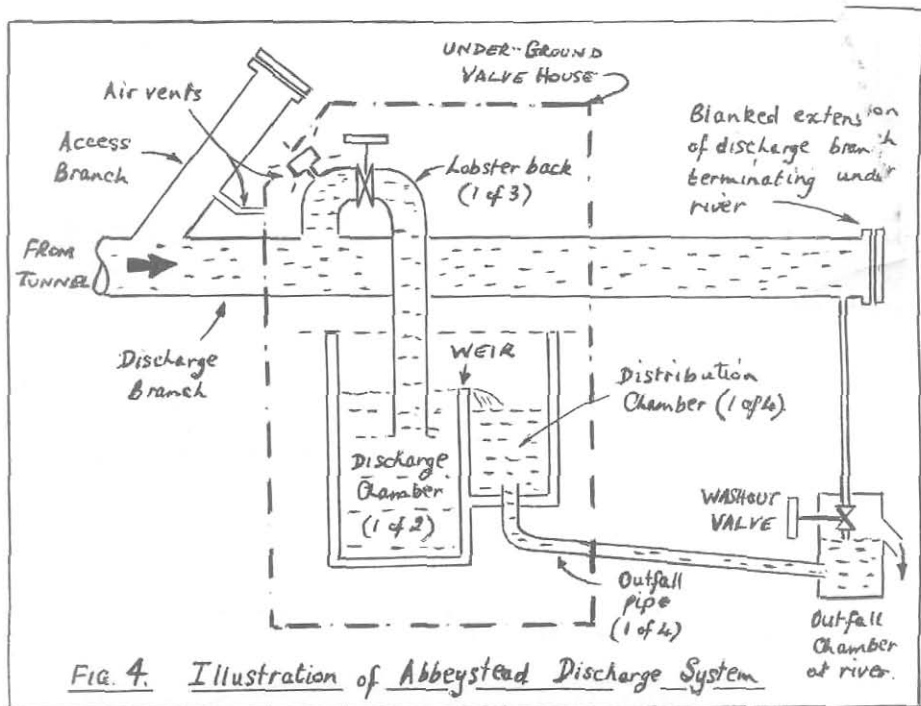 UNDER-GROUND
VALVE HOUSE
Air vents
Access
Branch
Lobster back
(1 of 3)
Blanked extension
of discharge branch
terminating under
river
FROM
TUNNEL
Discharge
Branch
WEIR
Distribution
Chamber (1 of 4).
Discharge
Chamber
(1 of 2)
WASHOUT
VALVE
Outfall
pipe
(1 of 4)
Outfall
Chamber
at river.
FIG. 4. Illustration of Abbeystead Discharge System